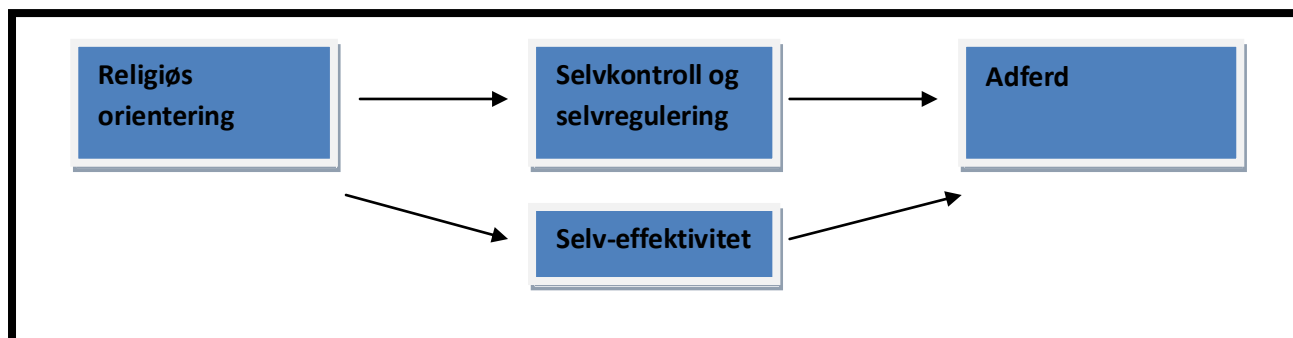 Religiøs
orientering
Selvkontroll og
selvregulering
Adferd
Selv-effektivitet